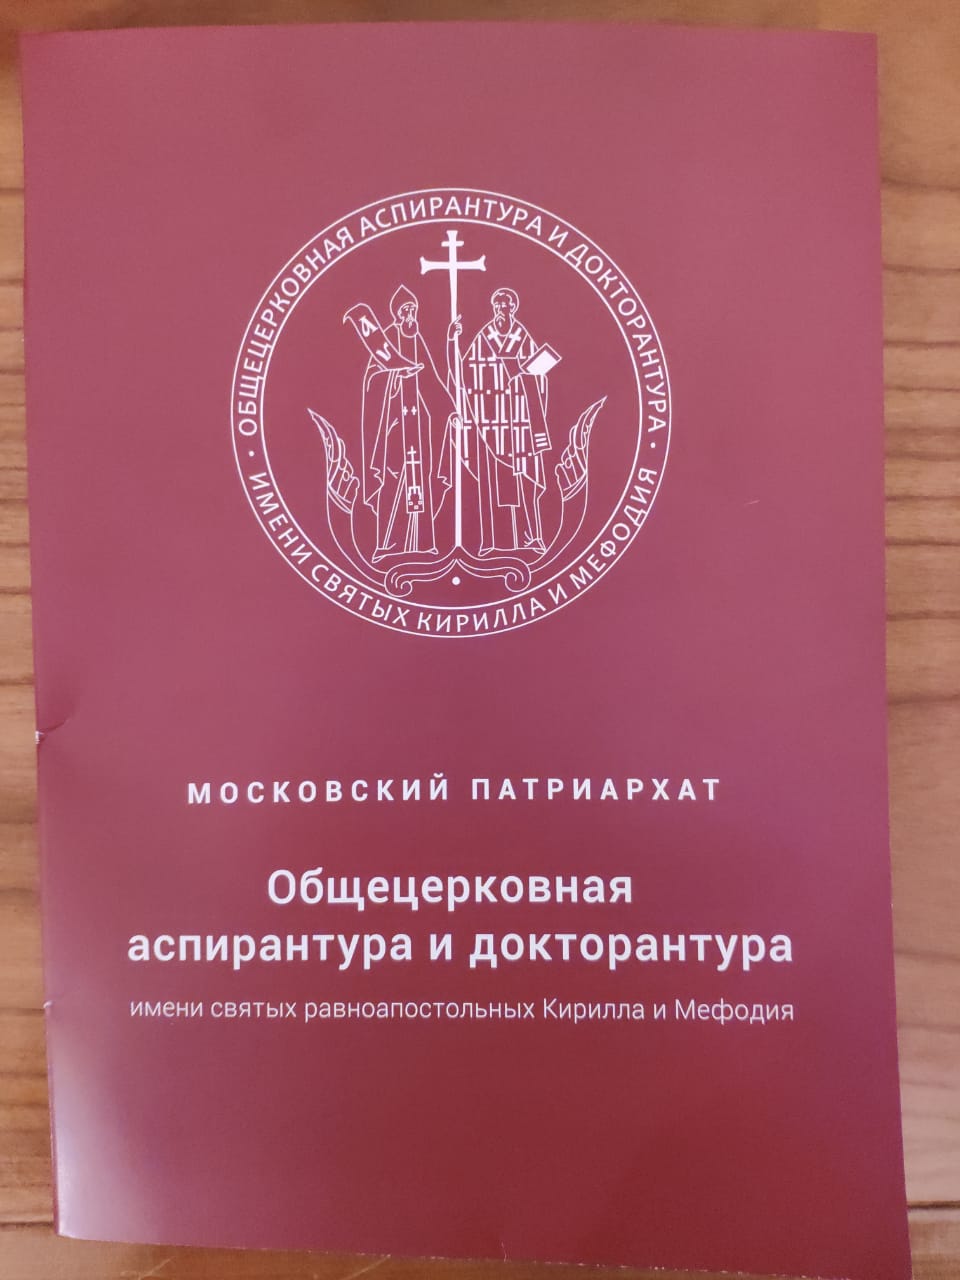 ОБЩЕЦЕРКОВНАЯ АСПИРАНТУРА И ДОКТОРАНТУРА
• ИМЕНИ СВЯТЫХ КИРИЛЛА И МЕФОДИЯ •
МОСКОВСКИЙ ПАТРИАРХАТ
Общецерковная
аспирантура и докторантура
имени святых равноапостольных Кирилла и Мефодия